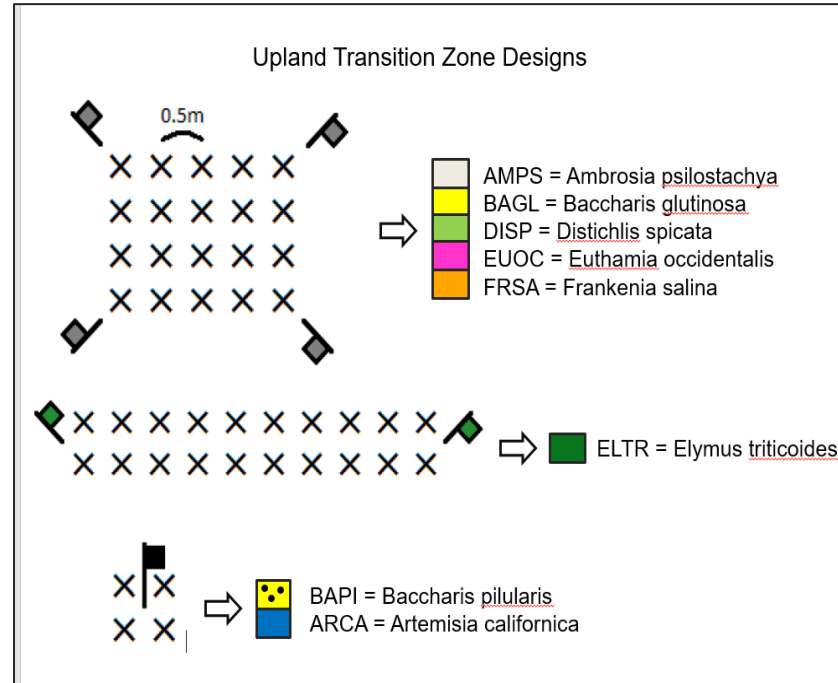 Upland Transition Zone Designs
0.5m
AMPS = Ambrosia psilostachya
BAGL = Baccharis glutinosa
DISP = Distichlis spicata
EUOC = Euthamia occidentalis
FRSA = Frankenia salina
ELTR = Elymus triticoides
BAPI = Baccharis pilularis
ARCA = Artemisia californica